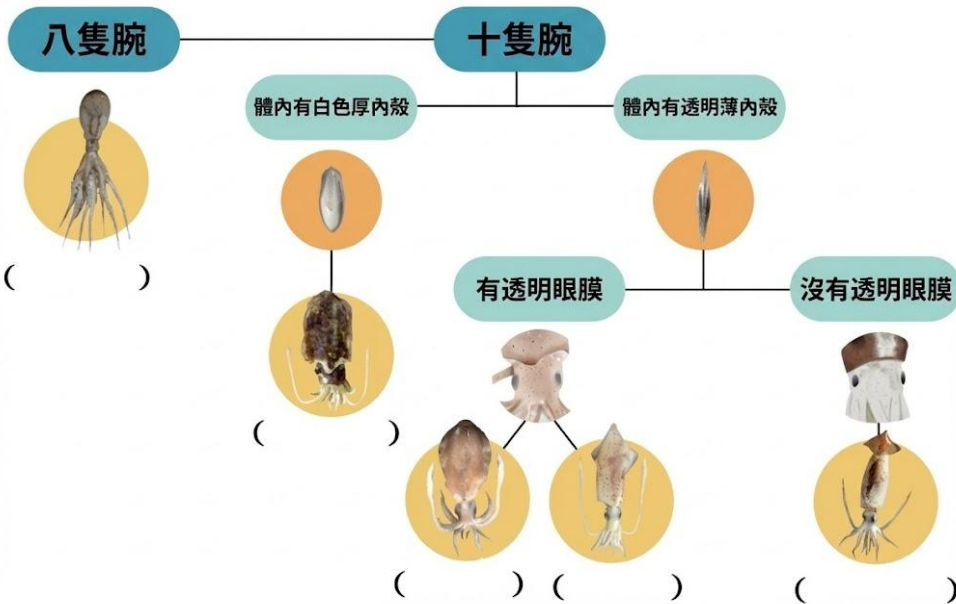 八隻腕
十隻腕
體內有白色厚內殼
體內有透明薄內殼
(　　　)
有透明眼膜
沒有透明眼膜
(　　　)
(　　　)
(　　　)
(　　　)